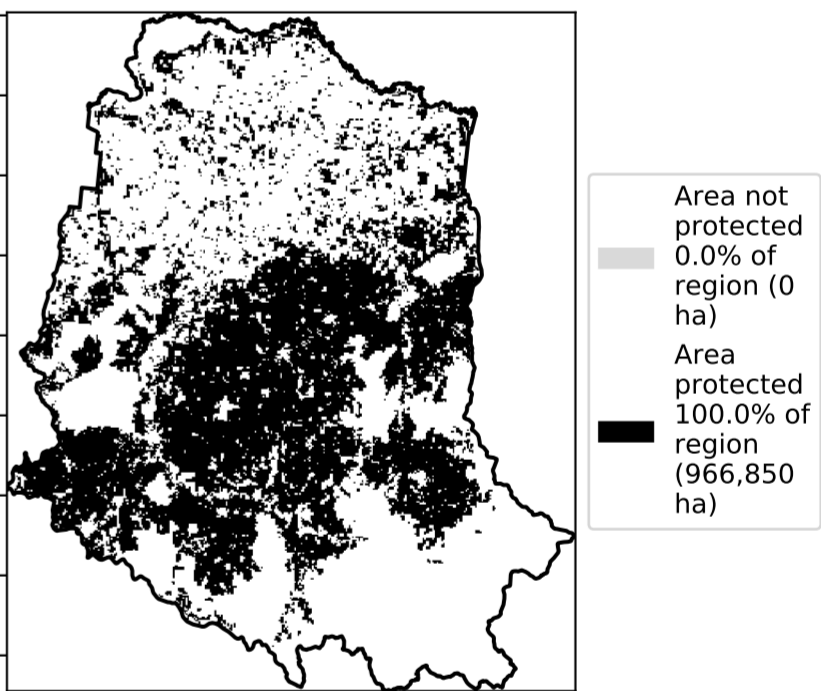 Area not
protected
0.0% of
region (0
ha)
Area
protected
100.0% of
region
(966,850
ha)